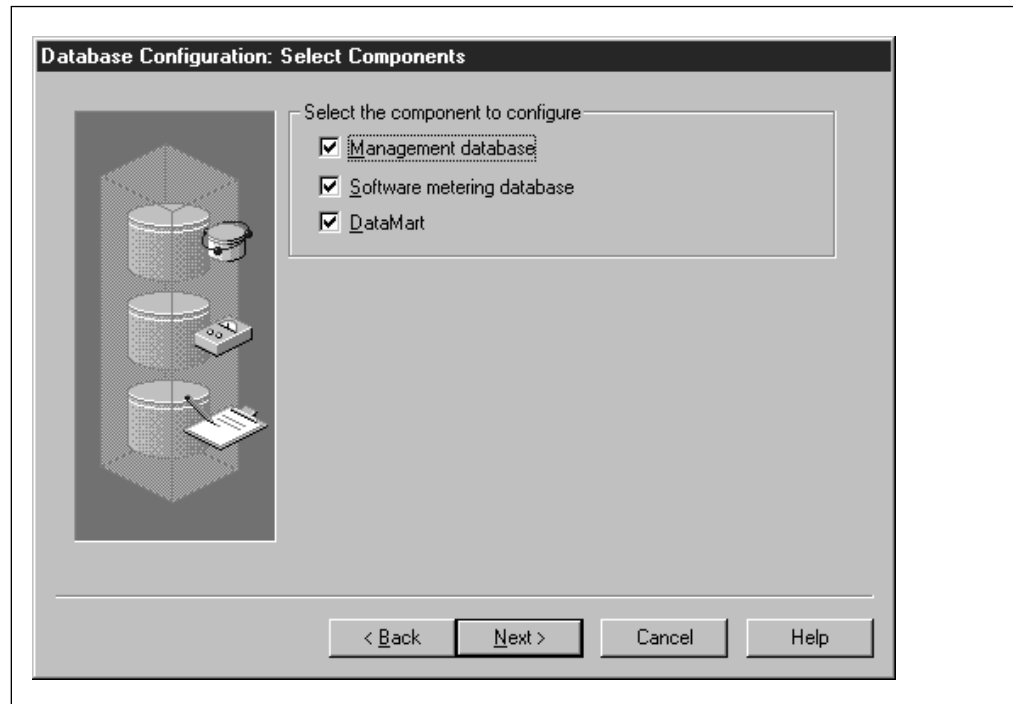 Database Configuration: Select Components
Select the component to configure
Management database
Software metering database
DataMart
< Back
Next >
Cancel
Help